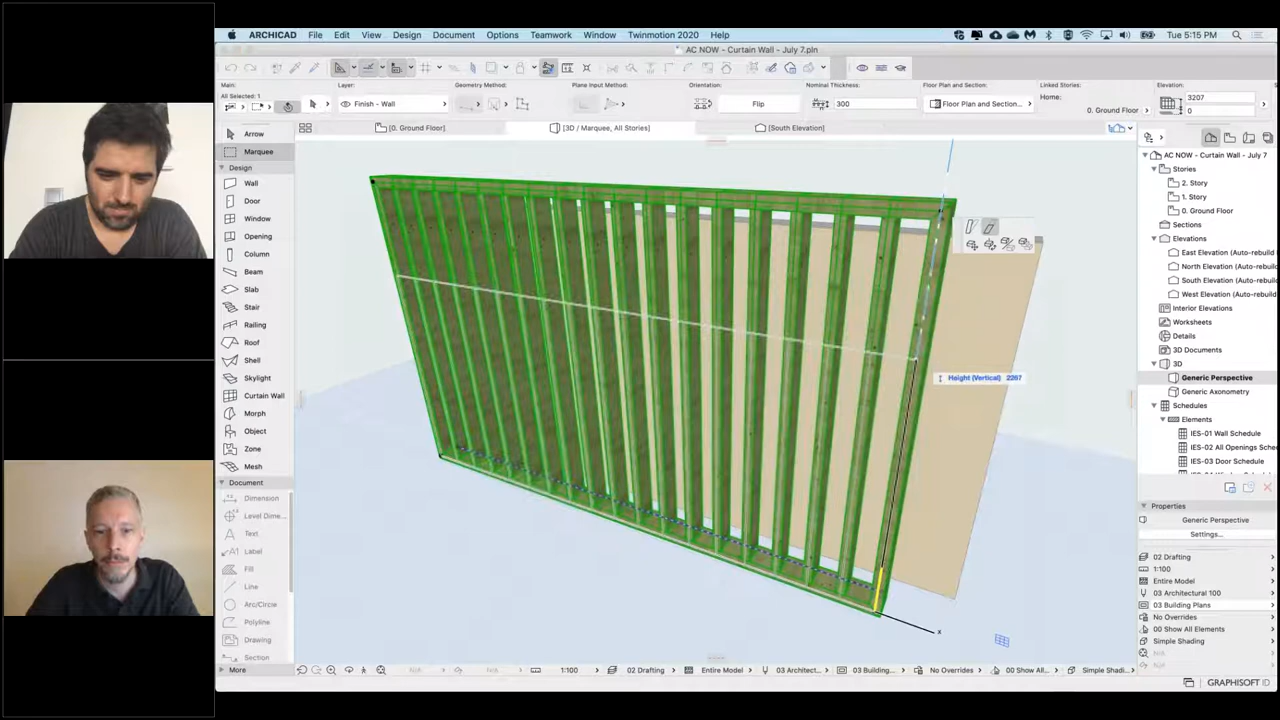 ARCHICAD File Edit View Design Document Options Teamwork Window Twinmotion 2020 Help
Tue 5:15 PM
AC NOW - Curtain Wall - July 7.pln
Main:
All Selected: 1
Layer:
Finish - Wall
Geometry Method:
Plane Input Method:
Orientation:
Flip
Nominal Thickness:
300
Floor Plan and Section:
Floor Plan and Section...
Linked Stories:
Home:
0. Ground Floor
Elevation:
3207
0
Arrow
Marquee
Design
Wall
Door
Window
Opening
Column
Beam
Slab
Stair
Railing
Roof
Shell
Skylight
Curtain Wall
Morph
Object
Zone
Mesh
Document
Dimension
Level Dime...
Text
Label
Fill
Line
Arc/Circle
Polyline
Drawing
Section
More
[0. Ground Floor]
[3D / Marquee, All Stories]
[South Elevation]
Height (Vertical) 2267
x
AC NOW - Curtain Wall - July 7
Stories
2. Story
1. Story
0. Ground Floor
Sections
Elevations
East Elevation (Auto-rebuild
North Elevation (Auto-rebuild
South Elevation (Auto-rebuild
West Elevation (Auto-rebuild
Interior Elevations
Worksheets
Details
3D Documents
3D
Generic Perspective
Generic Axonometry
Schedules
Elements
IES-01 Wall Schedule
IES-02 All Openings Sche
IES-03 Door Schedule
Properties
Generic Perspective
Settings...
02 Drafting
1:100
Entire Model
03 Architectural 100
03 Building Plans
No Overrides
00 Show All Elements
Simple Shading
N/A
N/A
N/A N/A 1:100 02 Drafting Entire Model 03 Architect... 03 Building... No Overrides 00 Show All... Simple Shadi...
GRAPHISOFT ID